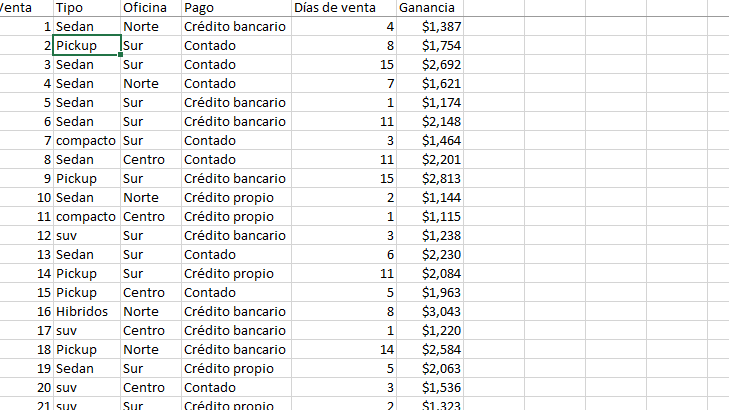 Venta Tipo Oficina Pago Días de venta Ganancia
1 Sedan Norte Crédito bancario 4 $1,387
2 Pickup Sur Contado 8 $1,754
3 Sedan Sur Contado 15 $2,692
4 Sedan Norte Contado 7 $1,621
5 Sedan Sur Crédito bancario 1 $1,174
6 Sedan Sur Crédito bancario 11 $2,148
7 compacto Sur Contado 3 $1,464
8 Sedan Centro Contado 11 $2,201
9 Pickup Sur Crédito bancario 15 $2,813
10 Sedan Norte Crédito propio 2 $1,144
11 compacto Centro Crédito propio 1 $1,115
12 suv Sur Crédito bancario 3 $1,238
13 Sedan Sur Contado 6 $2,230
14 Pickup Sur Crédito propio 11 $2,084
15 Pickup Centro Contado 5 $1,963
16 Hibridos Norte Crédito bancario 8 $3,043
17 suv Centro Crédito bancario 1 $1,220
18 Pickup Norte Crédito bancario 14 $2,584
19 Sedan Sur Crédito propio 5 $2,063
20 suv Centro Contado 3 $1,536
21 suv Sur Crédito propio 2 $1,323